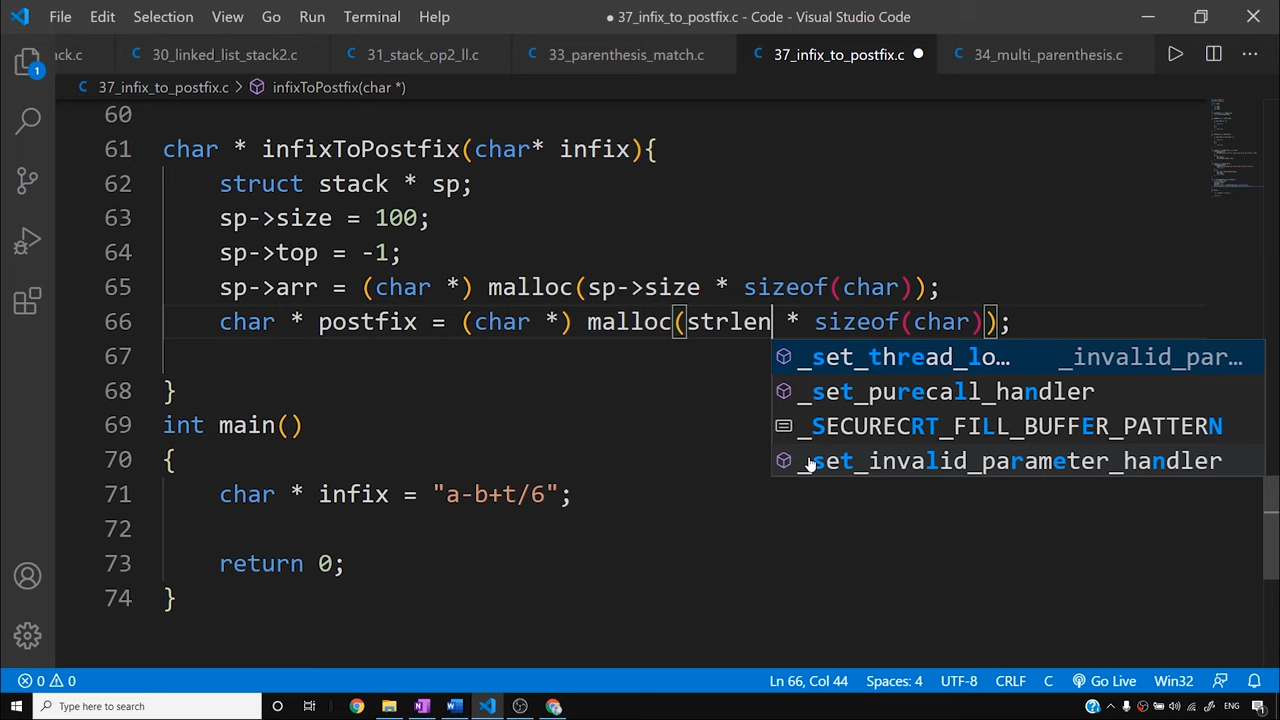 File Edit Selection View Go Run Terminal Help ● 37_infix_to_postfix.c - Code - Visual Studio Code
ck.c 30_linked_list_stack2.c 31_stack_op2_ll.c 33_parenthesis_match.c 37_infix_to_postfix.c ● 34_multi_parenthesis.c
37_infix_to_postfix.c > infixToPostfix(char *)
60
61 char * infixToPostfix(char* infix){
62 struct stack * sp;
63 sp->size = 100;
64 sp->top = -1;
65 sp->arr = (char *) malloc(sp->size * sizeof(char));
66 char * postfix = (char *) malloc(strlen * sizeof(char));
67
_set_thread_lo… _invalid_par…
68 }
_set_purecall_handler
69 int main()
_SECURECRT_FILL_BUFFER_PATTERN
70 {
_set_invalid_parameter_handler
71 char * infix = "a-b+t/6";
72
73 return 0;
74 }
1
0 0 Ln 66, Col 44 Spaces: 4 UTF-8 CRLF C Go Live Win32
Type here to search ENG